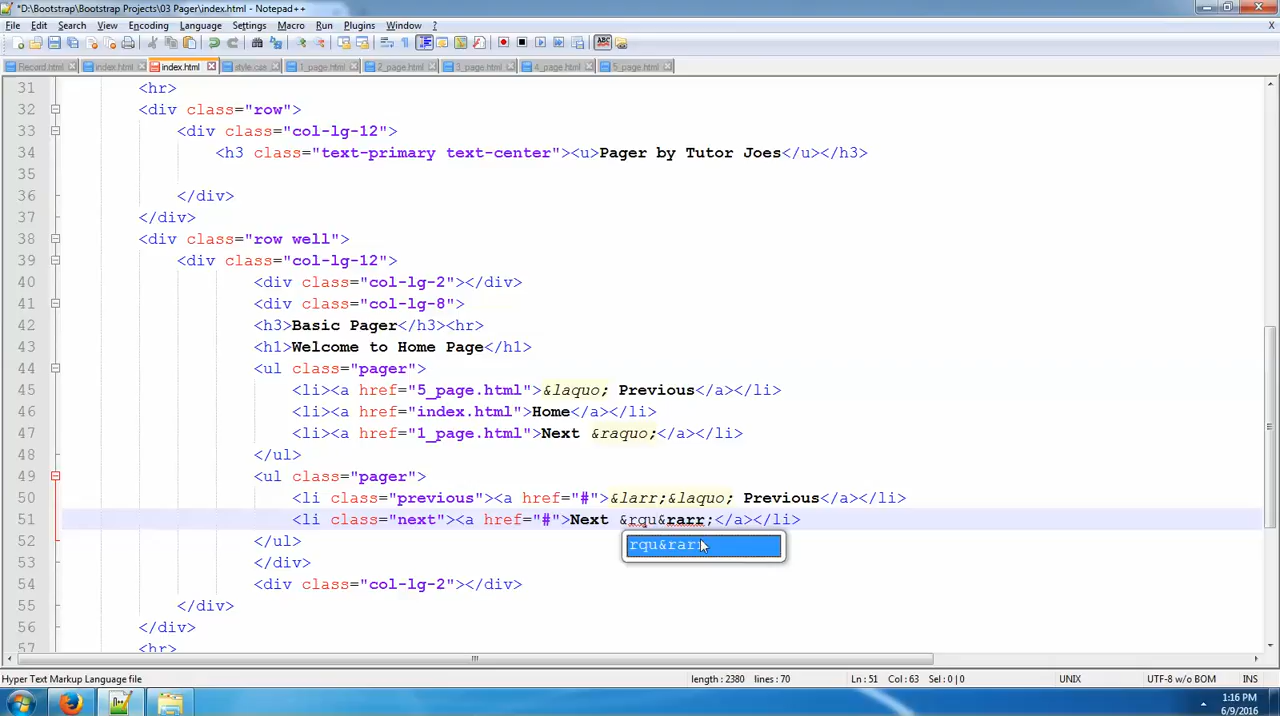 *D:\Bootstrap\Bootstrap Projects\03 Pager\index.html - Notepad++
File Edit Search View Encoding Language Settings Macro Run Plugins Window ? X
Record.html index.html index.html style.css 1_page.html 2_page.html 3_page.html 4_page.html 5_page.html
31 <hr>
32 <div class="row">
33 <div class="col-lg-12">
34 <h3 class="text-primary text-center"><u>Pager by Tutor Joes</u></h3>
35
36 </div>
37 </div>
38 <div class="row well">
39 <div class="col-lg-12">
40 <div class="col-lg-2"></div>
41 <div class="col-lg-8">
42 <h3>Basic Pager</h3><hr>
43 <h1>Welcome to Home Page</h1>
44 <ul class="pager">
45 <li><a href="5_page.html">&laquo; Previous</a></li>
46 <li><a href="index.html">Home</a></li>
47 <li><a href="1_page.html">Next &raquo;</a></li>
48 </ul>
49 <ul class="pager">
50 <li class="previous"><a href="#">&larr;&laquo; Previous</a></li>
51 <li class="next"><a href="#">Next &rqu&rarr;</a></li>
52 </ul>
rqu&rarr
53 </div>
54 <div class="col-lg-2"></div>
55 </div>
56 </div>
57 <hr>
Hyper Text Markup Language file length : 2380 lines : 70 Ln : 51 Col : 63 Sel : 0 | 0 UNIX UTF-8 w/o BOM INS
1:16 PM
6/9/2016